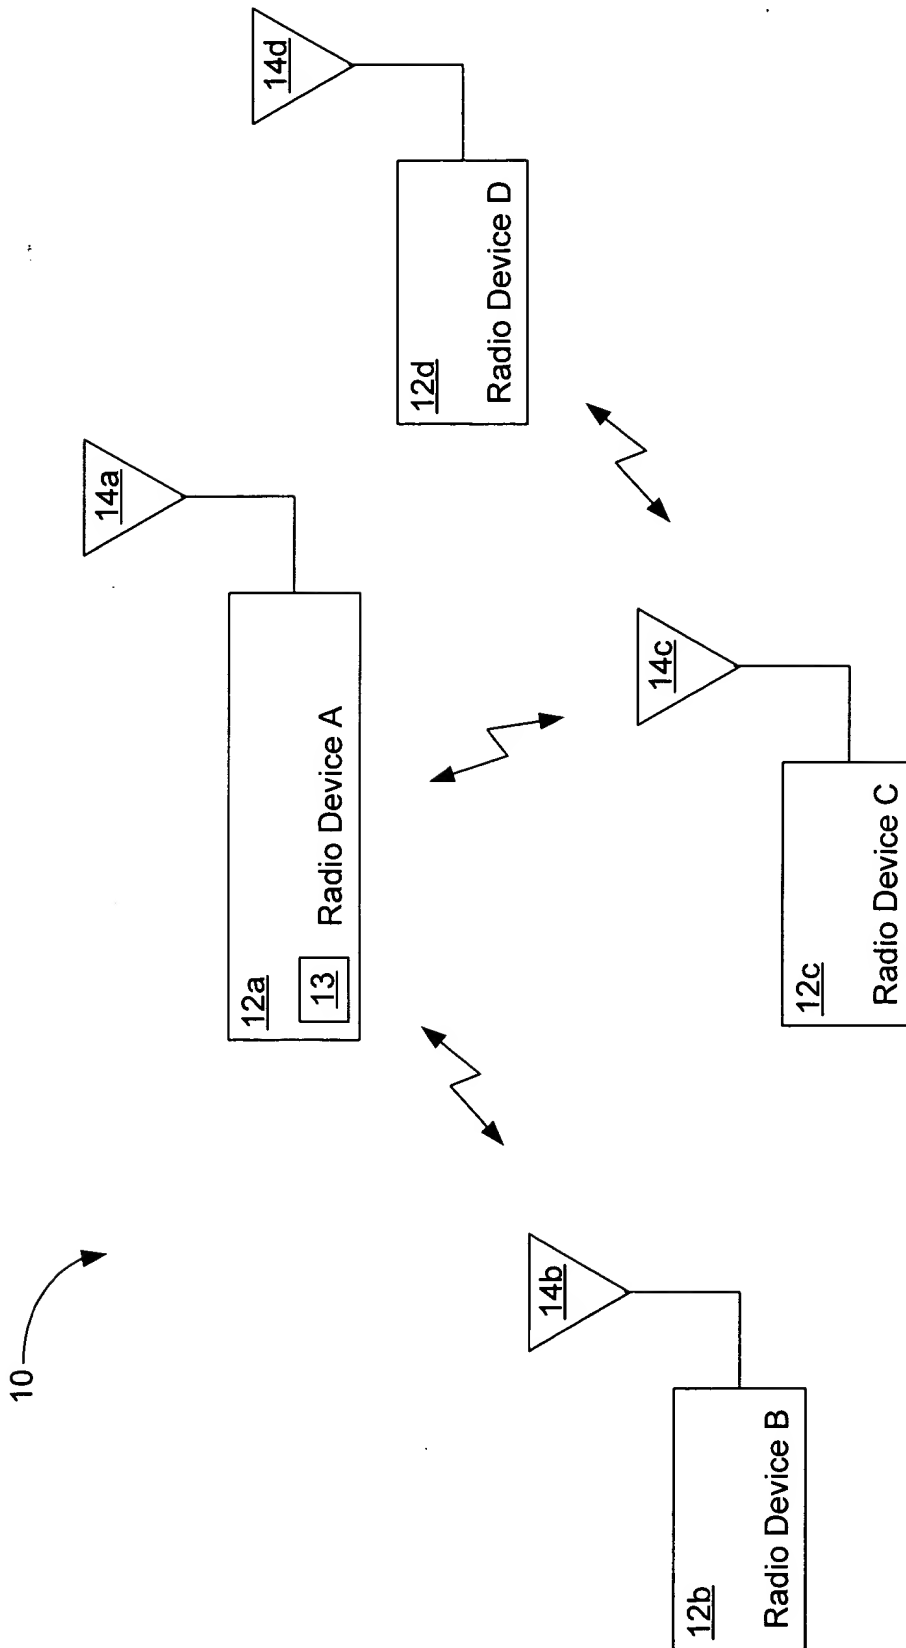 10
14a
12a
13
Radio Device A
14d
12d
Radio Device D
14b
12b
Radio Device B
14c
12c
Radio Device C